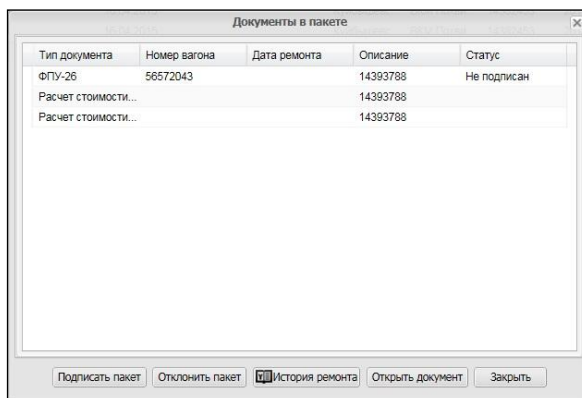 Документы в пакете
Тип документа Номер вагона Дата ремонта Описание Статус
ФПУ-26 56572043 14393788 Не подписан
Расчет стоимости... 14393788
Расчет стоимости... 14393788
Подписать пакет Отклонить пакет История ремонта Открыть документ Закрыть